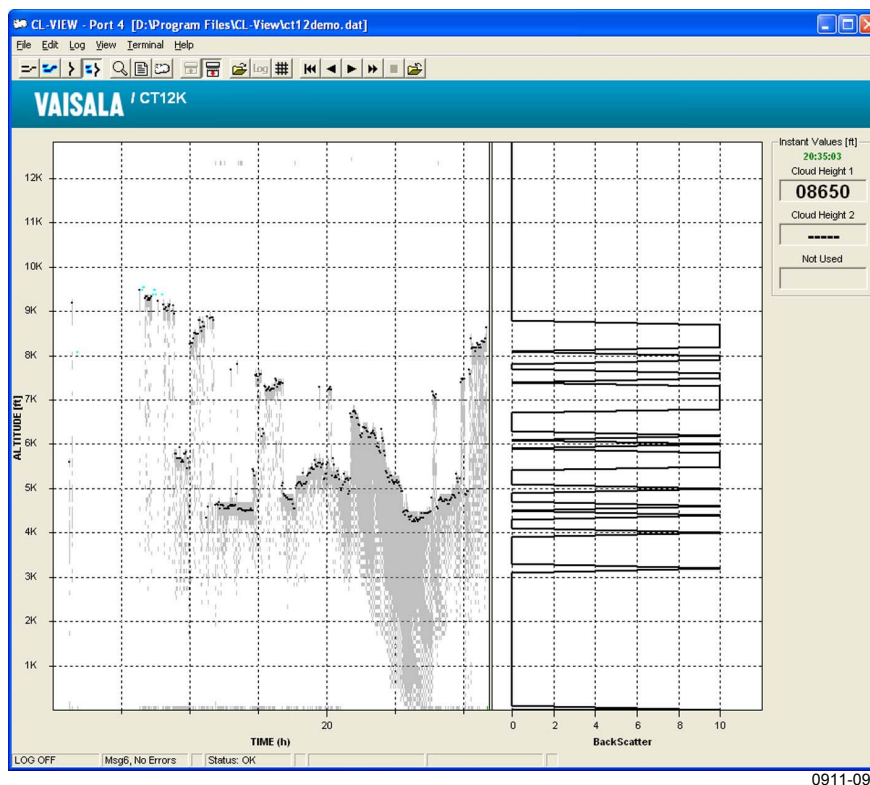 CL-VIEW - Port 4 [D:\Program Files\CL-View\ct12demo.dat]
File Edit Log View Terminal Help
Log
VAISALA / CT12K
Instant Values [ft]
20:35:03
Cloud Height 1
08650
Cloud Height 2
-----
Not Used
ALTITUDE [ft]
12K
11K
10K
9K
8K
7K
6K
5K
4K
3K
2K
1K
20
TIME (h)
0 2 4 6 8 10
BackScatter
LOG OFF Msg6, No Errors Status: OK
0911-09